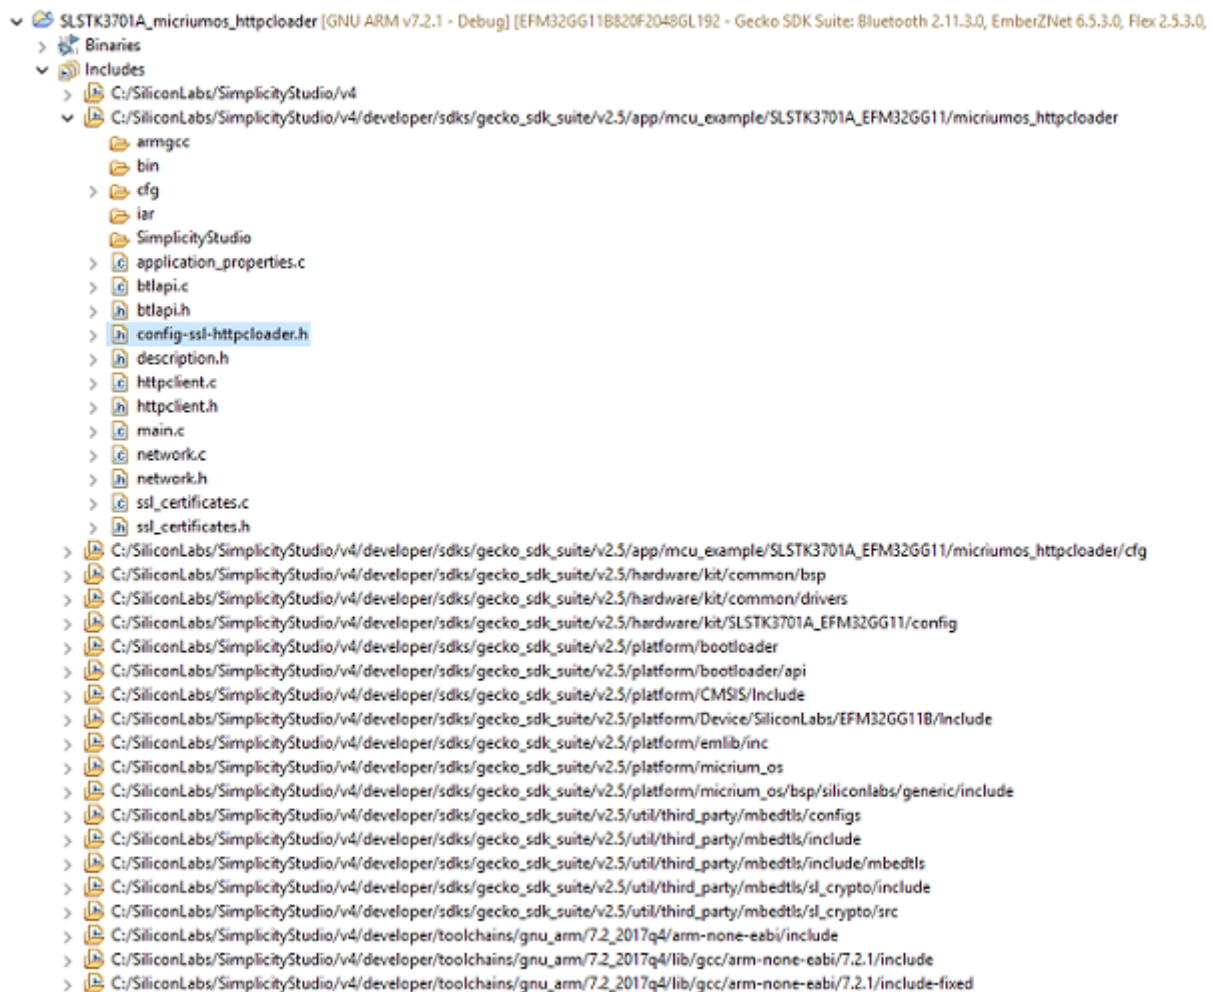 SLSTK3701A_micriumos_httpcloader [GNU ARM v7.2.1 - Debug] [EFM32GG11B820F2048GL192 - Gecko SDK Suite: Bluetooth 2.11.3.0, EmberZNet 6.5.3.0, Flex 2.5.3.0,
Binaries
Includes
C:/SiliconLabs/SimplicityStudio/v4
C:/SiliconLabs/SimplicityStudio/v4/developer/sdks/gecko_sdk_suite/v2.5/app/mcu_example/SLSTK3701A_EFM32GG11/micriumos_httpcloader
armgcc
bin
cfg
iar
SimplicityStudio
application_properties.c
btlapi.c
btlapi.h
config-ssl-httpcloader.h
description.h
httpclient.c
httpclient.h
main.c
network.c
network.h
ssl_certificates.c
ssl_certificates.h
C:/SiliconLabs/SimplicityStudio/v4/developer/sdks/gecko_sdk_suite/v2.5/app/mcu_example/SLSTK3701A_EFM32GG11/micriumos_httpcloader/cfg
C:/SiliconLabs/SimplicityStudio/v4/developer/sdks/gecko_sdk_suite/v2.5/hardware/kit/common/bsp
C:/SiliconLabs/SimplicityStudio/v4/developer/sdks/gecko_sdk_suite/v2.5/hardware/kit/common/drivers
C:/SiliconLabs/SimplicityStudio/v4/developer/sdks/gecko_sdk_suite/v2.5/hardware/kit/SLSTK3701A_EFM32GG11/config
C:/SiliconLabs/SimplicityStudio/v4/developer/sdks/gecko_sdk_suite/v2.5/platform/bootloader
C:/SiliconLabs/SimplicityStudio/v4/developer/sdks/gecko_sdk_suite/v2.5/platform/bootloader/api
C:/SiliconLabs/SimplicityStudio/v4/developer/sdks/gecko_sdk_suite/v2.5/platform/CMSIS/Include
C:/SiliconLabs/SimplicityStudio/v4/developer/sdks/gecko_sdk_suite/v2.5/platform/Device/SiliconLabs/EFM32GG11B/Include
C:/SiliconLabs/SimplicityStudio/v4/developer/sdks/gecko_sdk_suite/v2.5/platform/emlib/inc
C:/SiliconLabs/SimplicityStudio/v4/developer/sdks/gecko_sdk_suite/v2.5/platform/micrium_os
C:/SiliconLabs/SimplicityStudio/v4/developer/sdks/gecko_sdk_suite/v2.5/platform/micrium_os/bsp/siliconlabs/generic/include
C:/SiliconLabs/SimplicityStudio/v4/developer/sdks/gecko_sdk_suite/v2.5/util/third_party/mbedtls/configs
C:/SiliconLabs/SimplicityStudio/v4/developer/sdks/gecko_sdk_suite/v2.5/util/third_party/mbedtls/include
C:/SiliconLabs/SimplicityStudio/v4/developer/sdks/gecko_sdk_suite/v2.5/util/third_party/mbedtls/include/mbedtls
C:/SiliconLabs/SimplicityStudio/v4/developer/sdks/gecko_sdk_suite/v2.5/util/third_party/mbedtls/sl_crypto/include
C:/SiliconLabs/SimplicityStudio/v4/developer/sdks/gecko_sdk_suite/v2.5/util/third_party/mbedtls/sl_crypto/src
C:/SiliconLabs/SimplicityStudio/v4/developer/toolchains/gnu_arm/7.2_2017q4/arm-none-eabi/include
C:/SiliconLabs/SimplicityStudio/v4/developer/toolchains/gnu_arm/7.2_2017q4/lib/gcc/arm-none-eabi/7.2.1/include
C:/SiliconLabs/SimplicityStudio/v4/developer/toolchains/gnu_arm/7.2_2017q4/lib/gcc/arm-none-eabi/7.2.1/include-fixed